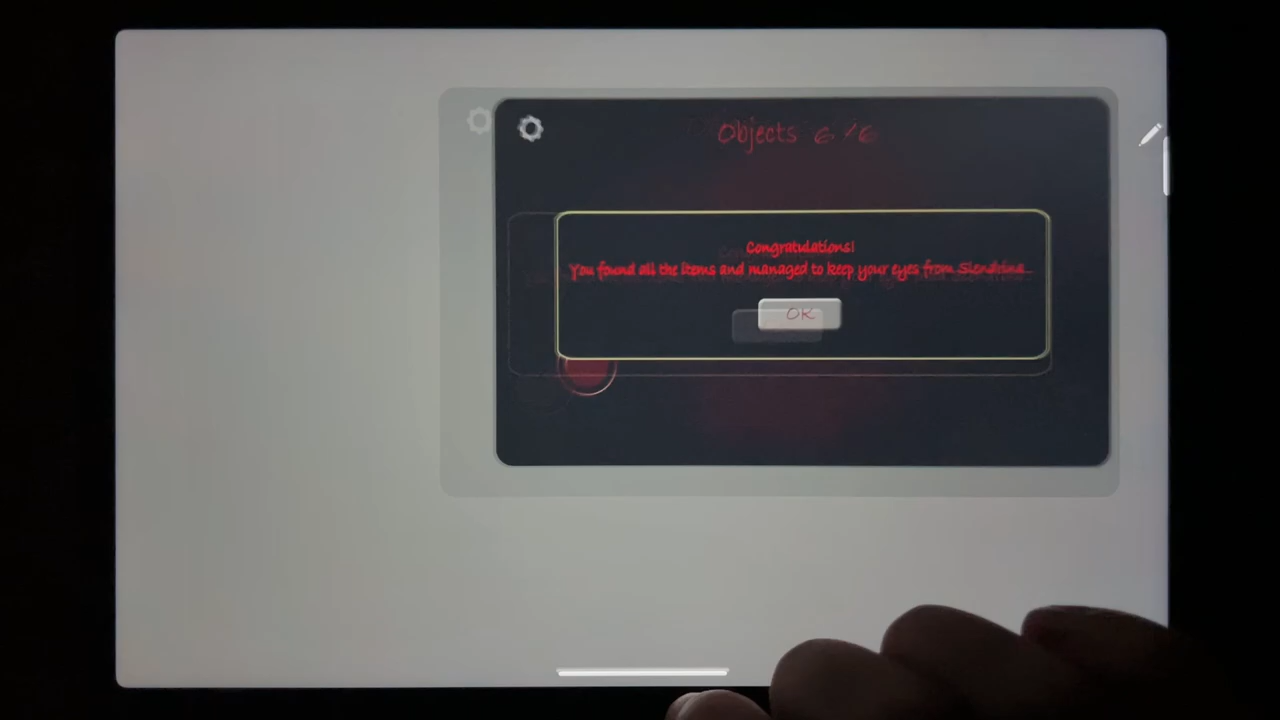 Objects 6/6
Congratulations!
You found all the items and managed to keep your eyes from Slendrina.
OK